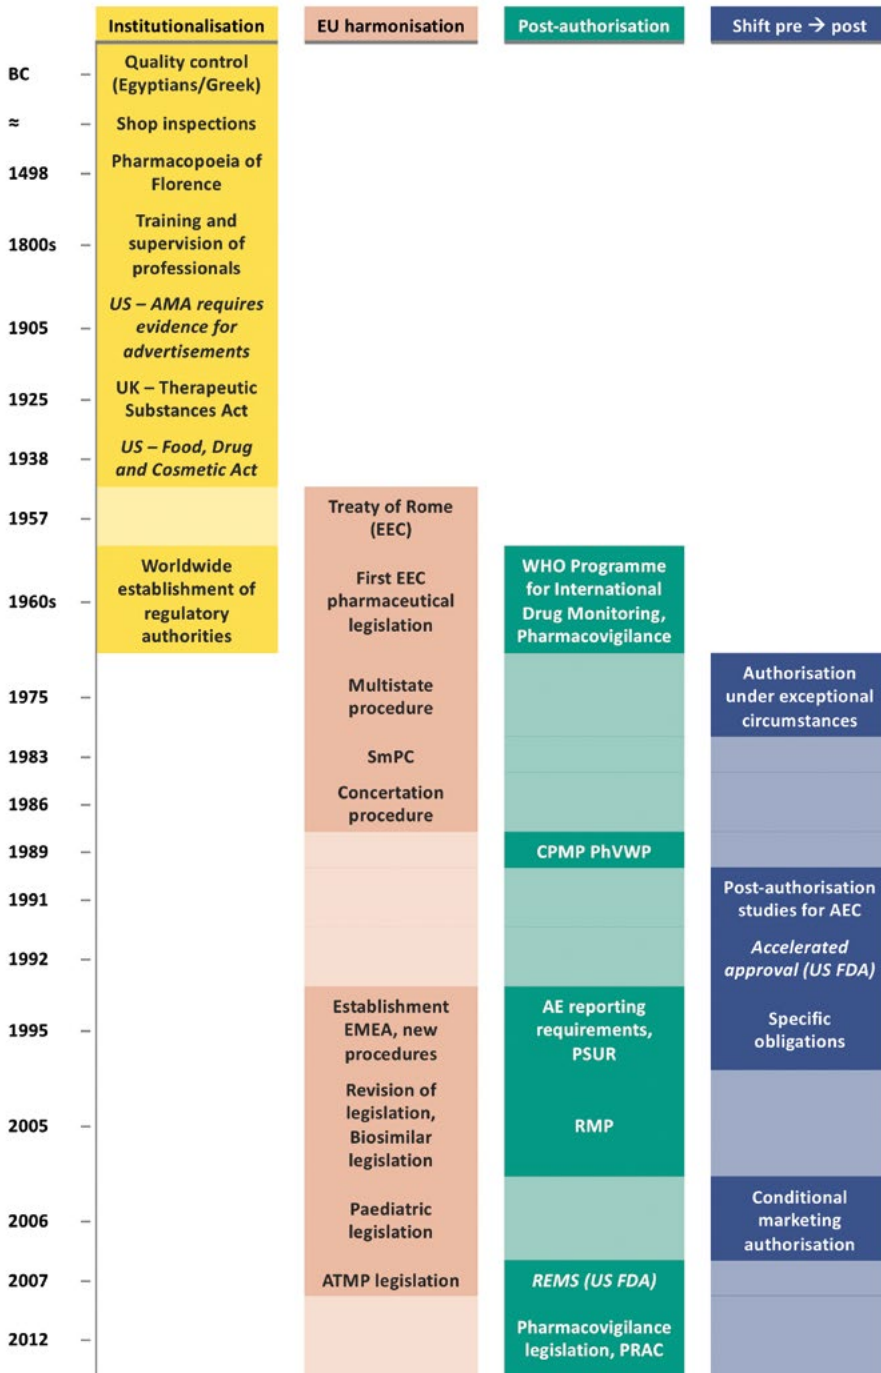 Institutionalisation
EU harmonisation
Post-authorisation
Shift pre → post
BC
Quality control
(Egyptians/Greek)
≈
Shop inspections
1498
Pharmacopoeia of
Florence
1800s
Training and
supervision of
professionals
1905
US – AMA requires
evidence for
advertisements
1925
UK – Therapeutic
Substances Act
1938
US – Food, Drug
and Cosmetic Act
1957
Treaty of Rome
(EEC)
1960s
Worldwide
establishment of
regulatory
authorities
First EEC
pharmaceutical
legislation
WHO Programme
for International
Drug Monitoring,
Pharmacovigilance
1975
Multistate
procedure
Authorisation
under exceptional
circumstances
1983
SmPC
1986
Concertation
procedure
1989
CPMP PhVWP
1991
Post-authorisation
studies for AEC
1992
Accelerated
approval (US FDA)
1995
Establishment
EMEA, new
procedures
AE reporting
requirements,
PSUR
Specific
obligations
2005
Revision of
legislation,
Biosimilar
legislation
RMP
2006
Paediatric
legislation
Conditional
marketing
authorisation
2007
ATMP legislation
REMS (US FDA)
2012
Pharmacovigilance
legislation, PRAC